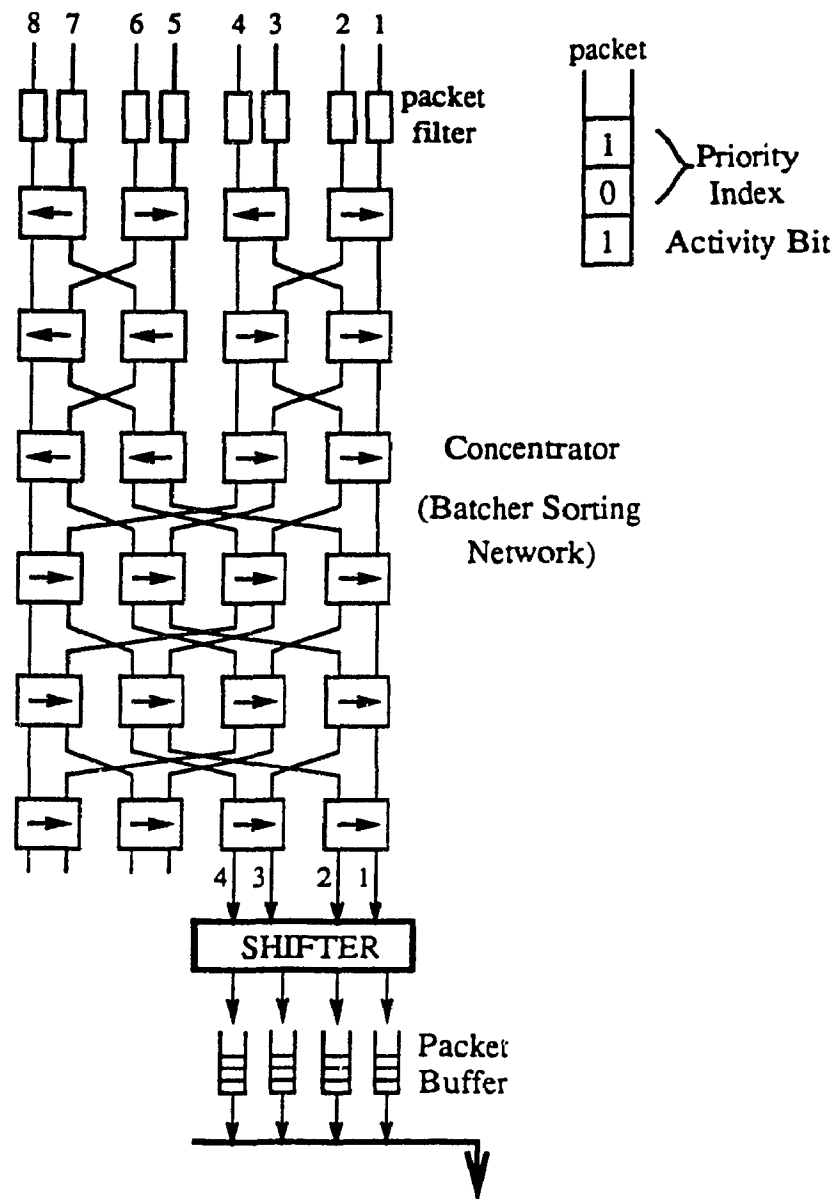 8 7 6 5 4 3 2 1
packet
packet
filter
1
0
1
Priority
Index
Activity Bit
Concentrator
(Batcher Sorting
Network)
4 3 2 1
SHIFTER
Packet
Buffer